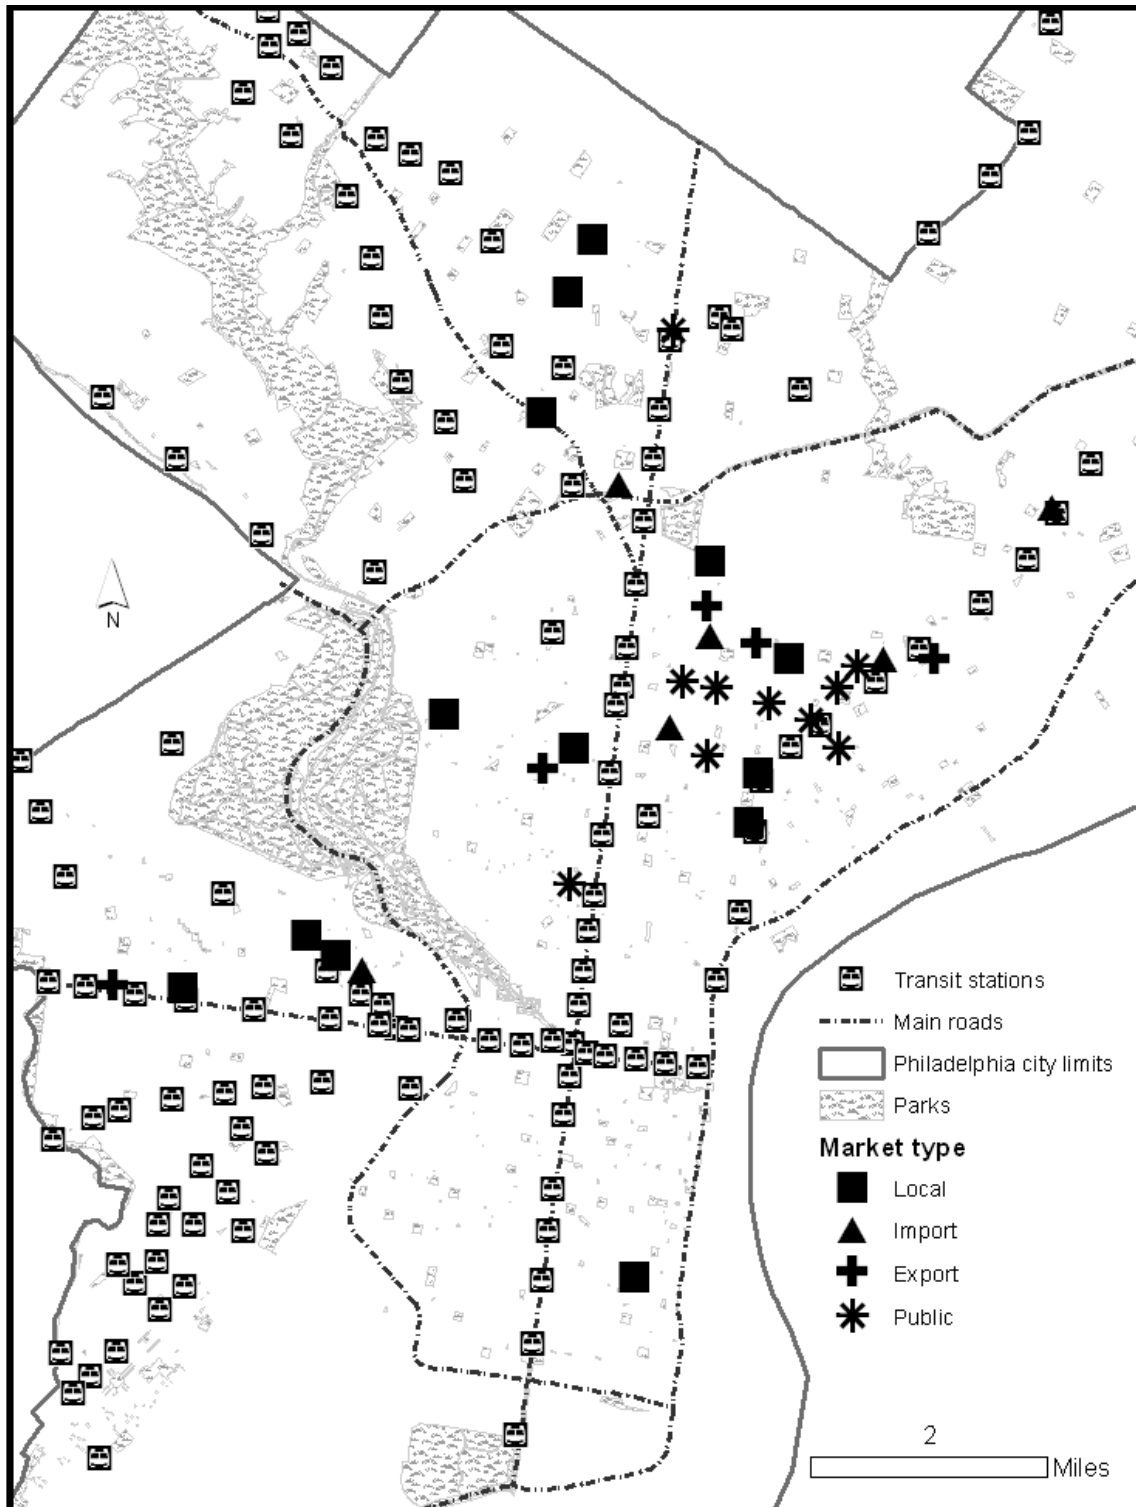 N
Transit stations
Main roads
Philadelphia city limits
Parks
Market type
Local
Import
Export
Public
2
Miles